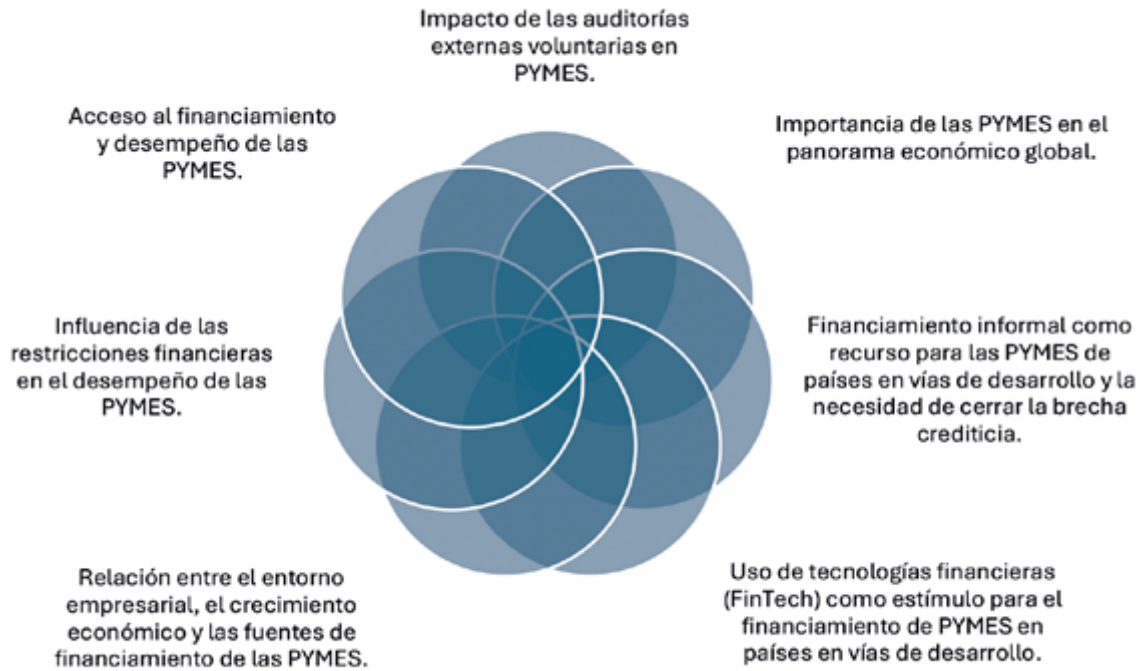 Impacto de las auditorías
externas voluntarias en
PYMES.
Importancia de las PYMES en el
panorama económico global.
Financiamiento informal como
recurso para las PYMES de
países en vías de desarrollo y la
necesidad de cerrar la brecha
crediticia.
Uso de tecnologías financieras
(FinTech) como estímulo para el
financiamiento de PYMES en
países en vías de desarrollo.
Relación entre el entorno
empresarial, el crecimiento
económico y las fuentes de
financiamiento de las PYMES.
Influencia de las
restricciones financieras
en el desempeño de las
PYMES.
Acceso al financiamiento
y desempeño de las
PYMES.